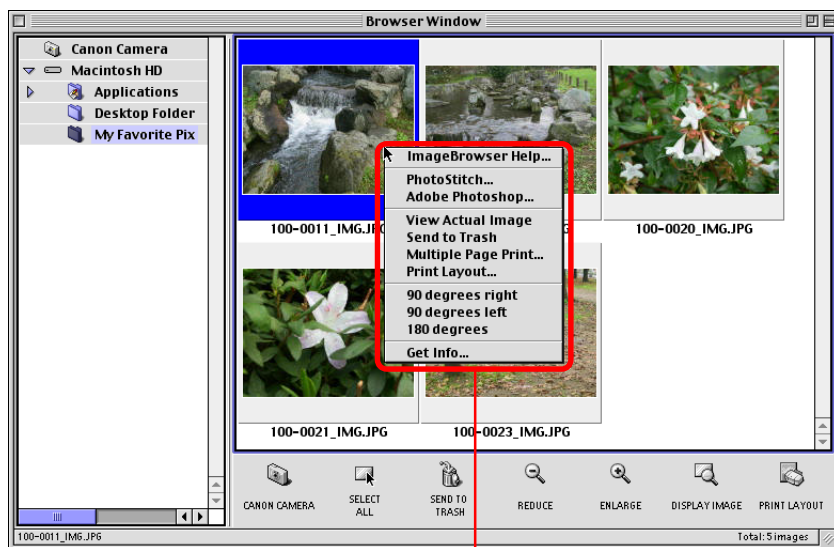 Browser Window
Canon Camera
Macintosh HD
Applications
Desktop Folder
My Favorite Pix
ImageBrowser Help...
PhotoStitch...
Adobe Photoshop...
View Actual Image
Send to Trash
Multiple Page Print...
Print Layout...
90 degrees right
90 degrees left
180 degrees
Get Info...
100-0011_IMG.JPG
100-0020_IMG.JPG
100-0021_IMG.JPG
100-0023_IMG.JPG
CANON CAMERA
SELECT
ALL
SEND TO
TRASH
REDUCE
ENLARGE
DISPLAY IMAGE
PRINT LAYOUT
100-0011_IMG.JPG
Total:5images